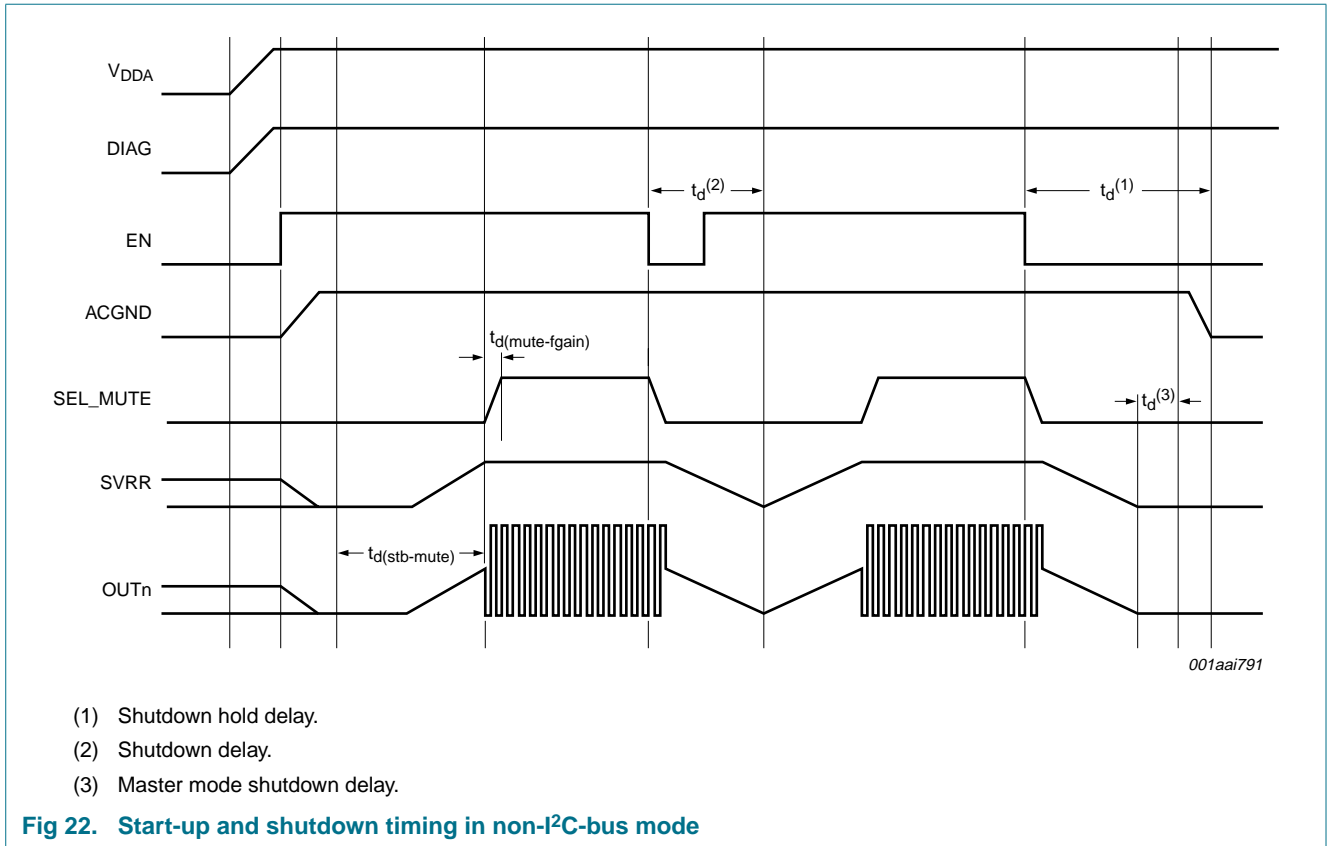 VDDA
DIAG
td(2)
td(1)
EN
ACGND
td(mute-fgain)
SEL_MUTE
td(3)
SVRR
td(stb-mute)
OUTn
001aai791
(1) Shutdown hold delay.
(2) Shutdown delay.
(3) Master mode shutdown delay.
Fig 22. Start-up and shutdown timing in non-I2C-bus mode